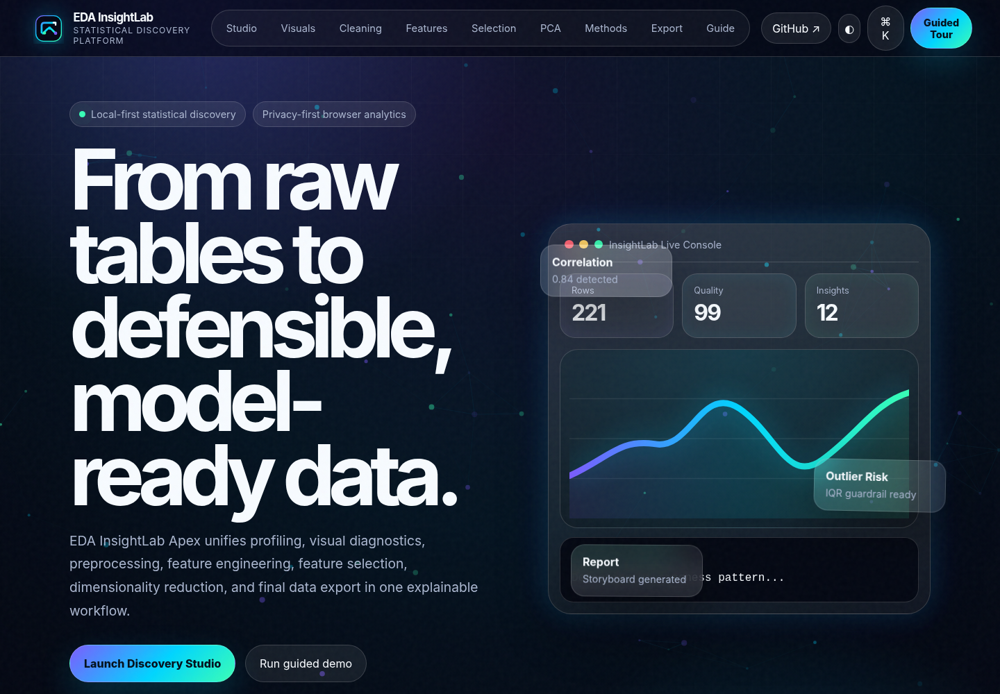 EDA InsightLab
STATISTICAL DISCOVERY
PLATFORM
Studio
Visuals
Cleaning
Features
Selection
PCA
Methods
Export
Guide
GitHub ↗
◐
⌘
K
Guided
Tour
Local-first statistical discovery
Privacy-first browser analytics
From raw
tables to
defensible,
model-
ready data.
EDA InsightLab Apex unifies profiling, visual diagnostics,
preprocessing, feature engineering, feature selection,
dimensionality reduction, and final data export in one explainable
workflow.
Launch Discovery Studio
Run guided demo
InsightLab Live Console
Correlation
0.84 detected
Rows
221
Quality
99
Insights
12
Outlier Risk
IQR guardrail ready
Report
Storyboard generated
pattern...